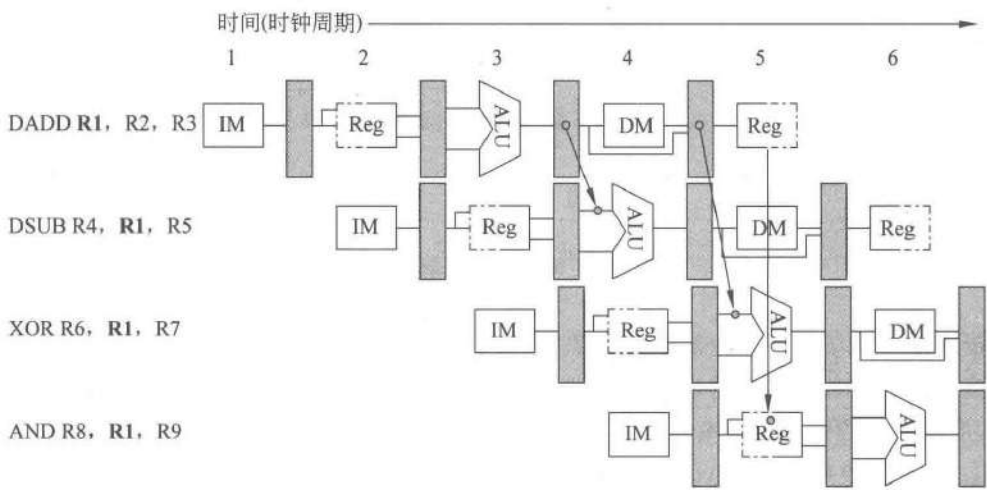 时间(时钟周期)
1 2 3 4 5 6
DADD R1，R2，R3 IM Reg ALU DM Reg
DSUB R4，R1，R5 IM Reg ALU DM Reg
XOR R6，R1，R7 IM Reg ALU DM
AND R8，R1，R9 IM Reg ALU